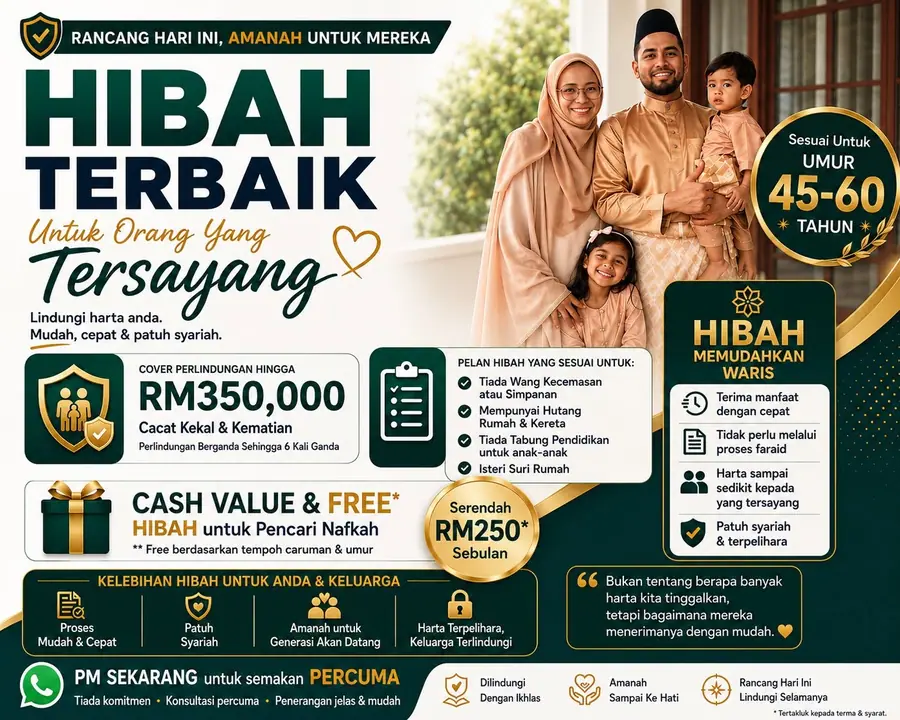 RANCANG HARI INI, AMANAH UNTUK MEREKA
HIBAH
TERBAIK
Untuk Orang Yang
Tersayang
Lindungi harta anda.
Mudah, cepat & patuh syariah.
Sesuai Untuk
UMUR
45-60
TAHUN
COVER PERLINDUNGAN HINGGA
RM350,000
Cacat Kekal & Kematian
Perlindungan Berganda Sehingga 6 Kali Ganda
PELAN HIBAH YANG SESUAI UNTUK:
Tiada Wang Kecemasan
atau Simpanan
Mempunyai Hutang
Rumah & Kereta
Tiada Tabung Pendidikan
untuk anak-anak
Isteri Suri Rumah
HIBAH
MEMUDAHKAN
WARIS
Terima manfaat
dengan cepat
Tidak perlu melalui
proses faraid
Harta sampai
sedikit kepada
yang tersayang
Patuh syariah
& terpelihara
CASH VALUE & FREE*
HIBAH untuk Pencari Nafkah
** Free berdasarkan tempoh caruman & umur
Serendah
RM250*
Sebulan
KELEBIHAN HIBAH UNTUK ANDA & KELUARGA
Proses
Mudah & Cepat
Patuh
Syariah
Amanah untuk
Generasi Akan Datang
Harta Terpelihara,
Keluarga Terlindungi
“ Bukan tentang berapa banyak
harta kita tinggalkan,
tetapi bagaimana mereka
menerimanya dengan mudah. 🧡
PM SEKARANG untuk semakan PERCUMA
Tiada komitmen • Konsultasi percuma • Penerangan jelas & mudah
Dilindungi
Dengan Ikhlas
Amanah
Sampai Ke Hati
Rancang Hari Ini
Lindungi Selamanya
* Tertakluk kepada terma & syarat.